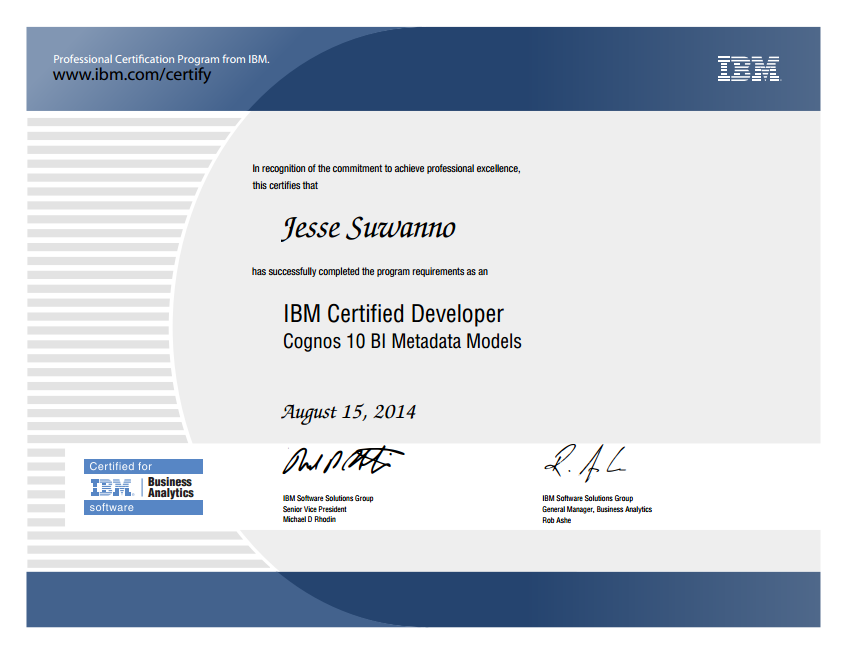 Professional Certification Program from IBM.
www.ibm.com/certify
IBM
In recognition of the commitment to achieve professional excellence,
this certifies that
Jesse Suwanno
has successfully completed the program requirements as an
IBM Certified Developer
Cognos 10 BI Metadata Models
August 15, 2014
Certified for
IBM Business
Analytics
software
IBM Software Solutions Group
Senior Vice President
Michael D Rhodin
IBM Software Solutions Group
General Manager, Business Analytics
Rob Ashe